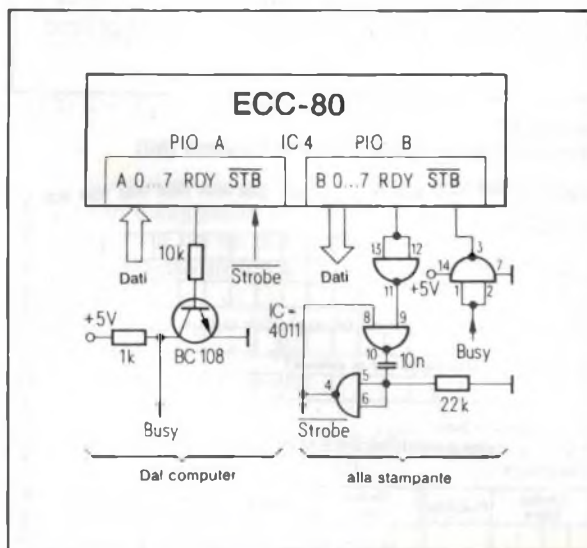 ECC-80
PIO A IC 4 PIO B
A 0...7 RDY STB B 0...7 RDY STB
10k
Dati
Strobe
+5V
1k
BC 108
Busy
Dati
13 12
11
IC=
4011
8 9
10
10n
4 5
6
22k
Strobe
14 3 7
+5V 1 2
Busy
Dal computer
alla stampante